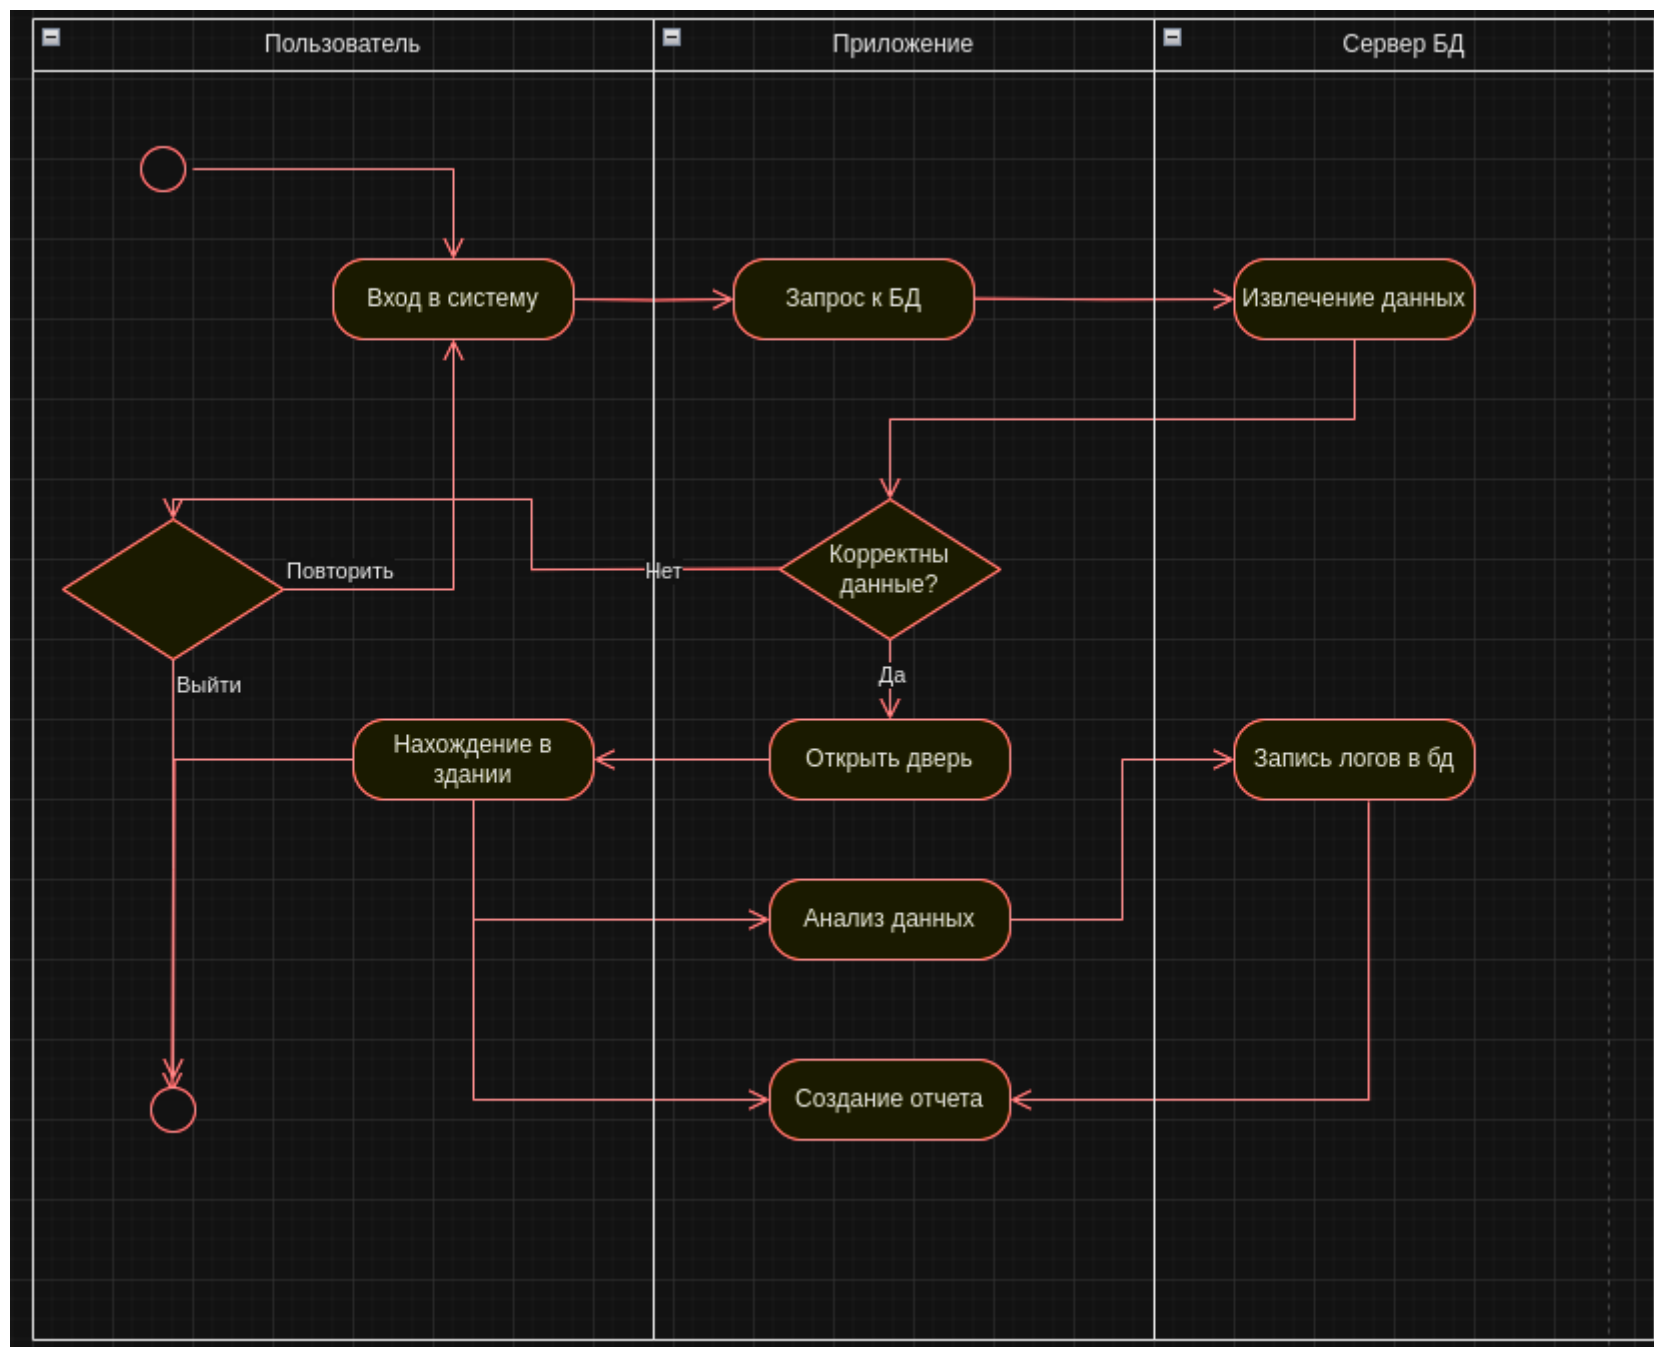 Пользователь
Приложение
Сервер БД
Вход в систему
Запрос к БД
Извлечение данных
Корректны
данные?
Повторить
Нет
Да
Выйти
Нахождение в
здании
Открыть дверь
Запись логов в бд
Анализ данных
Создание отчета